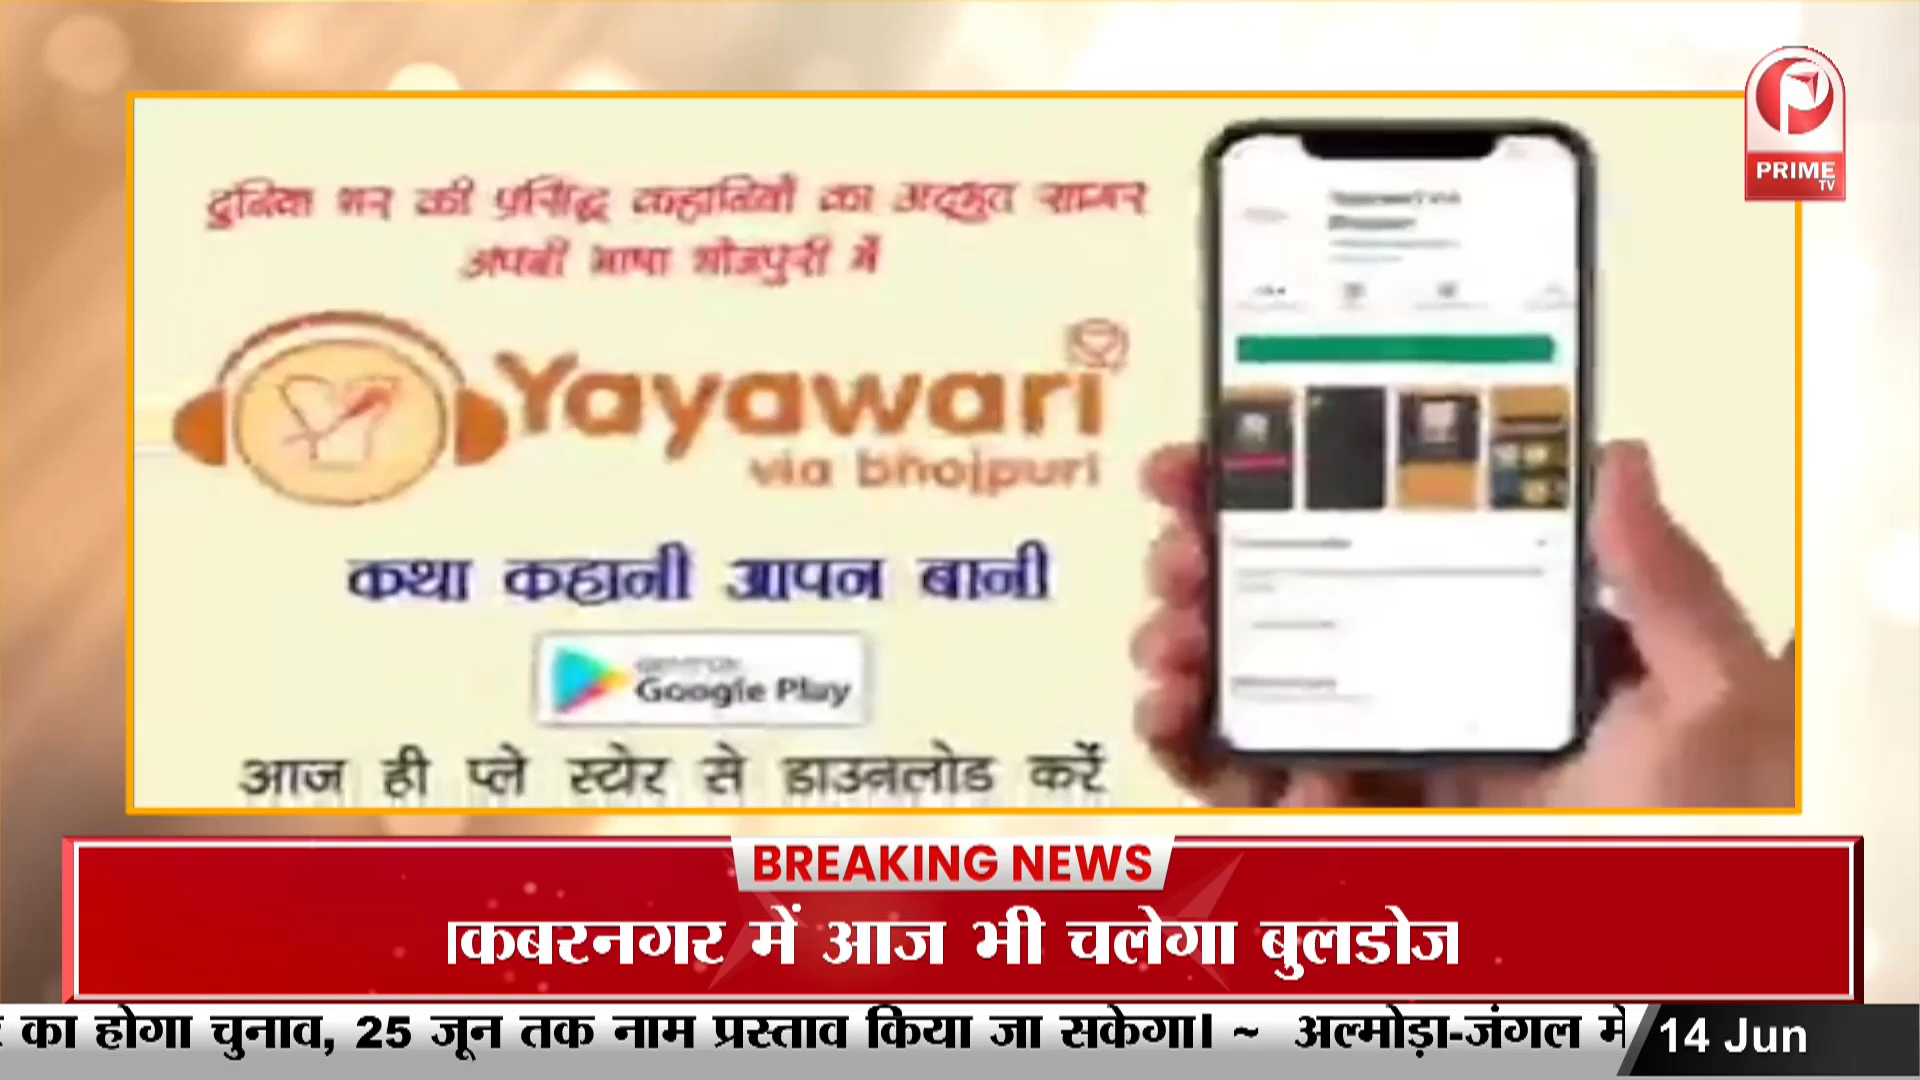 दुनिया भर की प्रसिद्ध कहानियों का अद्भुत सागर
अपनी भाषा भोजपुरी में
Yayawari
via bhojpuri
कथा कहानी आपन बानी
Google Play
आज ही प्ले स्टोर से डाउनलोड करें
PRIME
TV
BREAKING NEWS
कबरनगर में आज भी चलेगा बुलडोज
का होगा चुनाव, 25 जून तक नाम प्रस्ताव किया जा सकेगा। ~ अल्मोड़ा-जंगल में
14 Jun